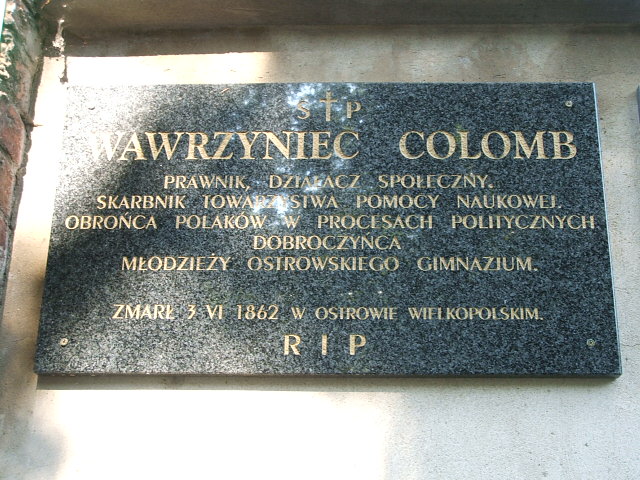 Ś † P
WAWRZYNIEC COLOMB
PRAWNIK, DZIAŁACZ SPOŁECZNY.
SKARBNIK TOWARZYSTWA POMOCY NAUKOWEJ.
OBROŃCA POLAKÓW W PROCESACH POLITYCZNYCH
DOBROCZYŃCA
MŁODZIEŻY OSTROWSKIEGO GIMNAZJUM.
ZMARŁ 3 VI 1862 W OSTROWIE WIELKOPOLSKIM.
R I P